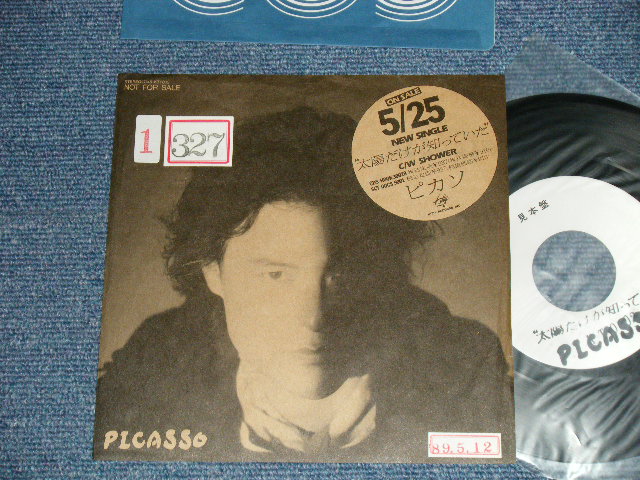 NOT FOR SALE
1
327
ON SALE
5/25
NEW SINGLE
"太陽だけが知っていた"
C/W SHOWER
ピカソ
PICASSO
89.5.12
見本盤
"太陽だけが知って
PICASSO